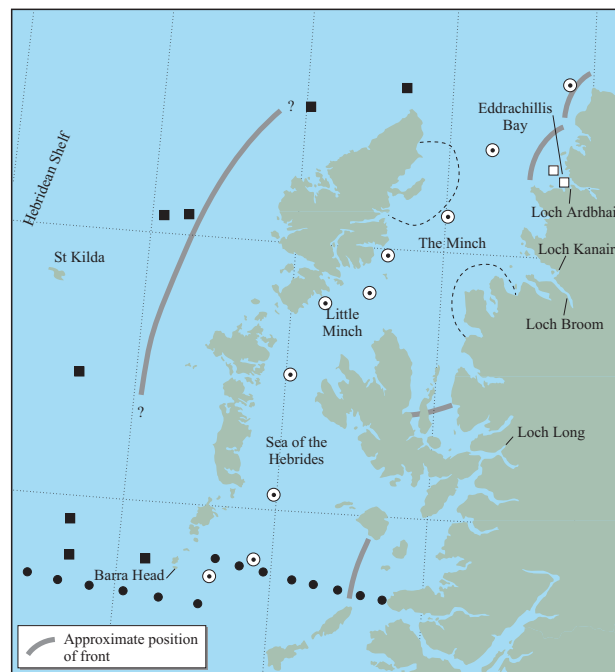 ?
Eddrachillis
Bay
Hebridean Shelf
Loch Ardbhair
St Kilda
The Minch
Loch Kanaird
Little
Minch
Loch Broom
?
Sea of the
Hebrides
Loch Long
Barra Head
Approximate position
of front